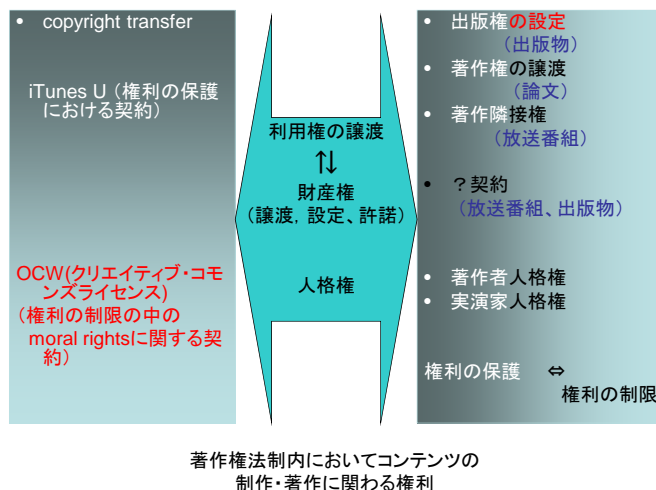 • copyright transfer
iTunes U（権利の保護
における契約）
OCW(クリエイティブ・コモ
ンズライセンス)
（権利の制限の中の
moral rightsに関する契
約）
利用権の譲渡
⇅
財産権
（譲渡，設定、許諾）
人格権
• 出版権の設定
（出版物）
• 著作権の譲渡
（論文）
• 著作隣接権
（放送番組）
• ？契約
（放送番組、出版物）
• 著作者人格権
• 実演家人格権
権利の保護 ⇔
権利の制限
著作権法制内においてコンテンツの
制作・著作に関わる権利